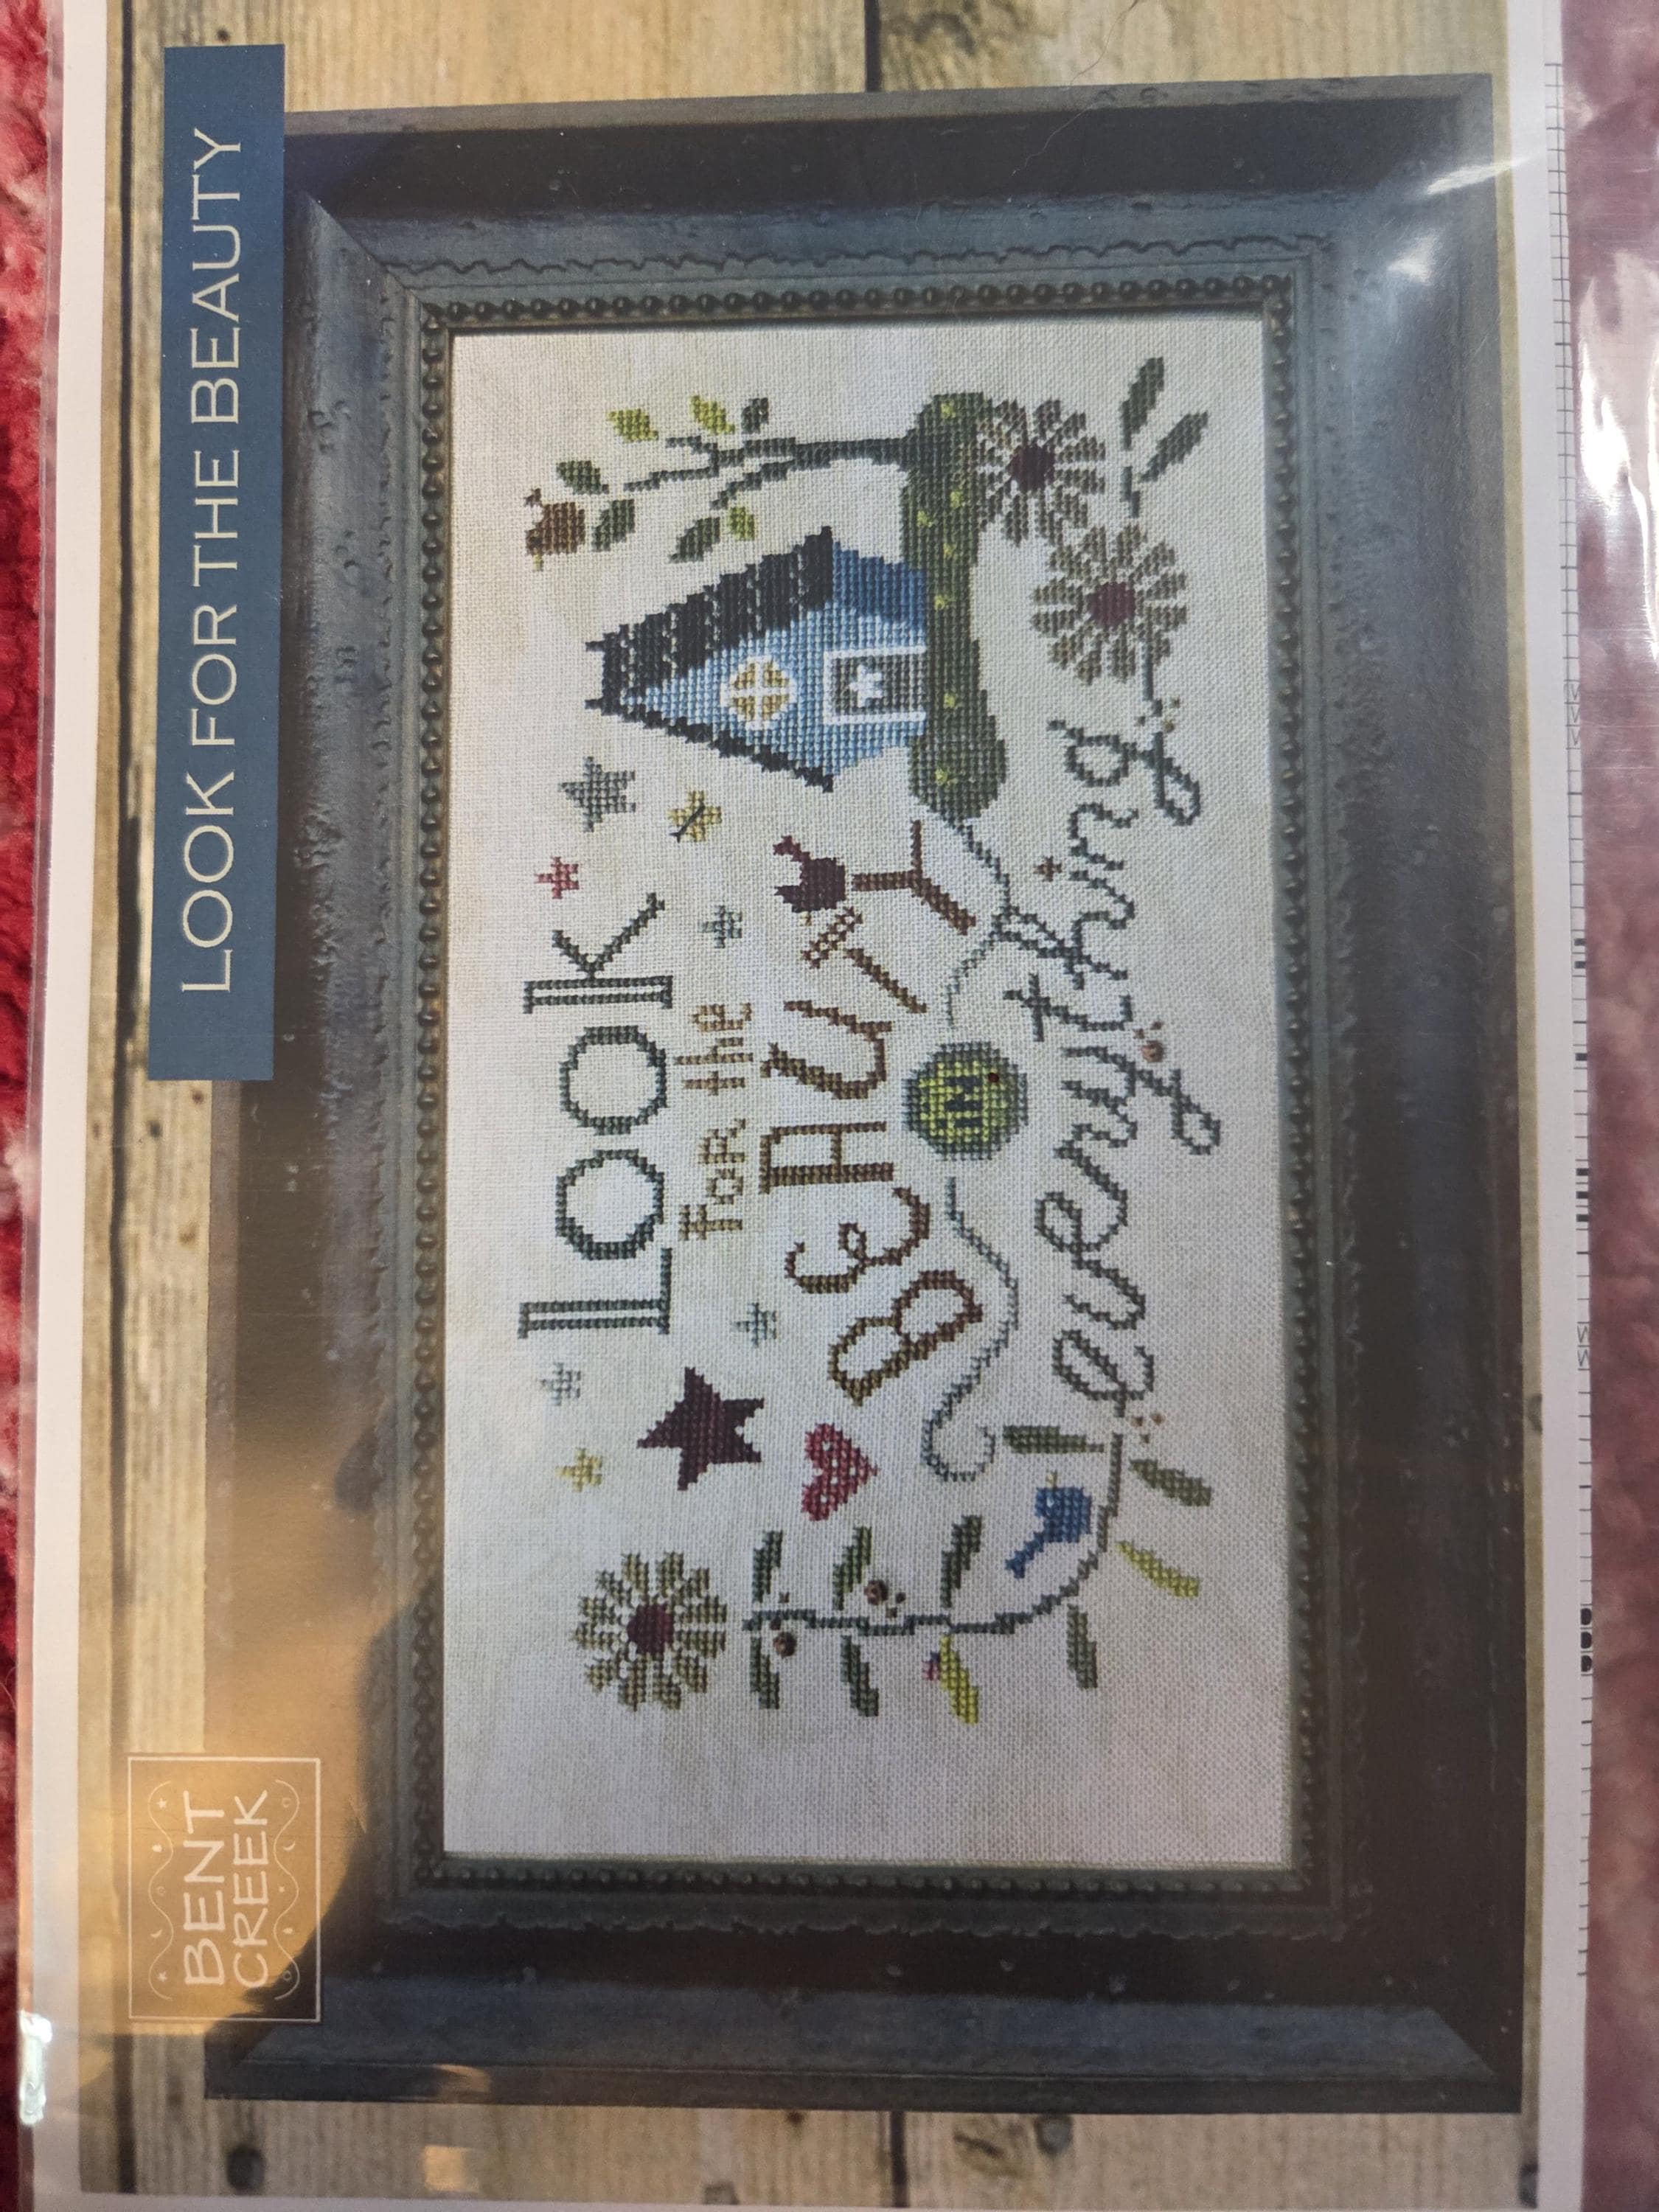 LOOK FOR THE BEAUTY
LOOK
FoR the
BeAUTY
IN
everything
BENT
CREEK